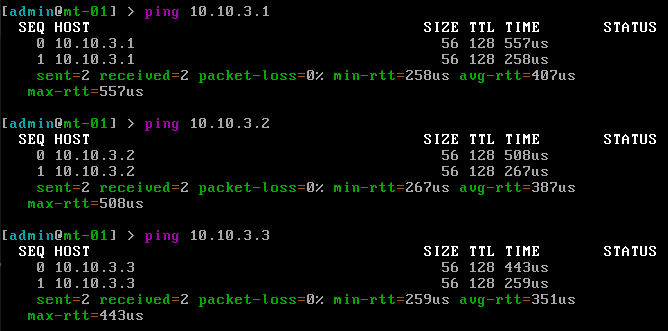 [admin@mt-01] > ping 10.10.3.1
SEQ HOST SIZE TTL TIME STATUS
0 10.10.3.1 56 128 557us
1 10.10.3.1 56 128 258us
sent=2 received=2 packet-loss=0% min-rtt=258us avg-rtt=407us
max-rtt=557us
[admin@mt-01] > ping 10.10.3.2
SEQ HOST SIZE TTL TIME STATUS
0 10.10.3.2 56 128 508us
1 10.10.3.2 56 128 267us
sent=2 received=2 packet-loss=0% min-rtt=267us avg-rtt=387us
max-rtt=508us
[admin@mt-01] > ping 10.10.3.3
SEQ HOST SIZE TTL TIME STATUS
0 10.10.3.3 56 128 443us
1 10.10.3.3 56 128 259us
sent=2 received=2 packet-loss=0% min-rtt=259us avg-rtt=351us
max-rtt=443us